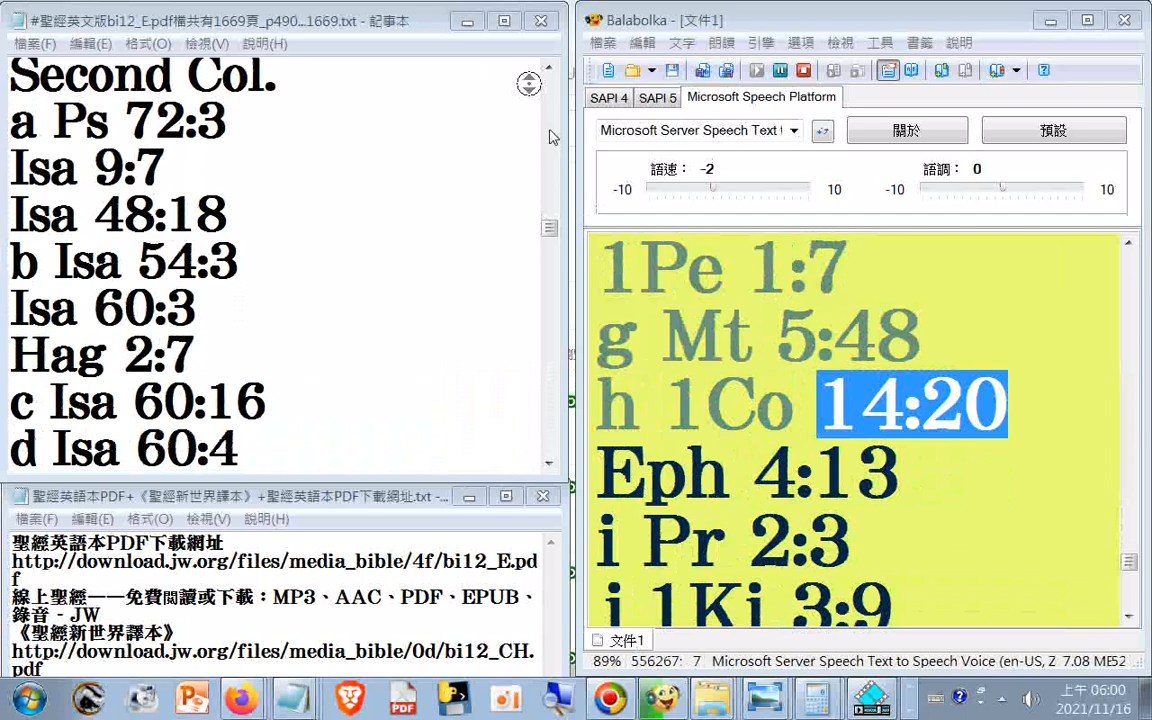 #聖經英文版bi12_E.pdf檔共有1669頁_p490...1669.txt - 記事本
檔案(F) 編輯(E) 格式(O) 檢視(V) 說明(H)
Second Col.
a Ps 72:3
Isa 9:7
Isa 48:18
b Isa 54:3
Isa 60:3
Hag 2:7
c Isa 60:16
d Isa 60:4
聖經英語本PDF+《聖經新世界譯本》+聖經英語本PDF下載網址.txt -...
檔案(F) 編輯(E) 格式(O) 檢視(V) 說明(H)
聖經英語本PDF下載網址
http://download.jw.org/files/media_bible/4f/bi12_E.pd
f
線上聖經——免費閱讀或下載：MP3、AAC、PDF、EPUB、
錄音 - JW
《聖經新世界譯本》
http://download.jw.org/files/media_bible/0d/bi12_CH.
pdf
Balabolka - [文件1]
檔案 編輯 文字 朗讀 引擎 選項 檢視 工具 書籤 說明
SAPI 4 SAPI 5 Microsoft Speech Platform
Microsoft Server Speech Text 關於 預設
語速： -2 語調： 0
-10 10 -10 10
1Pe 1:7
g Mt 5:48
h 1Co 14:20
Eph 4:13
i Pr 2:3
j 1Ki 3:9
文件1
89% 556267: 7 Microsoft Server Speech Text to Speech Voice (en-US, Z 7.08 ME52
PDF
上午 06:00
2021/11/16